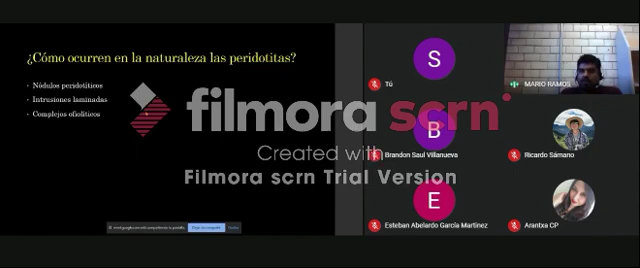 ¿Cómo ocurren en la naturaleza las peridotitas?
• Nódulos peridotíticos
• Intrusiones laminadas
• Complejos ofiolíticos
filmora scrn
Created with
Filmora scrn Trial Version
S
Tú
MARIO RAMOS
B
Brandon Saul Villanueva
Ricardo Sámano
E
Esteban Abelardo García Martínez
Arantxa CP